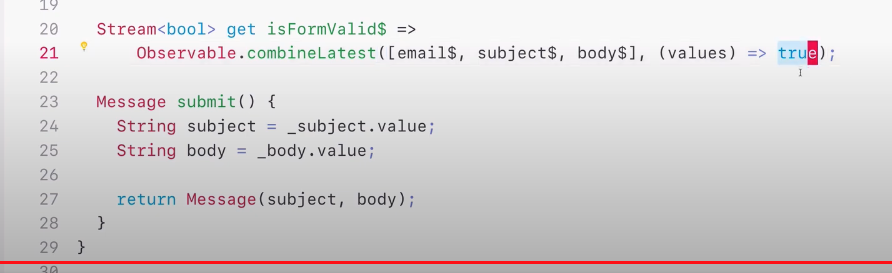 19
20 Stream<bool> get isFormValid$ =>
21 Observable.combineLatest([email$, subject$, body$], (values) => true);
22
23 Message submit() {
24 String subject = _subject.value;
25 String body = _body.value;
26
27 return Message(subject, body);
28 }
29 }
30